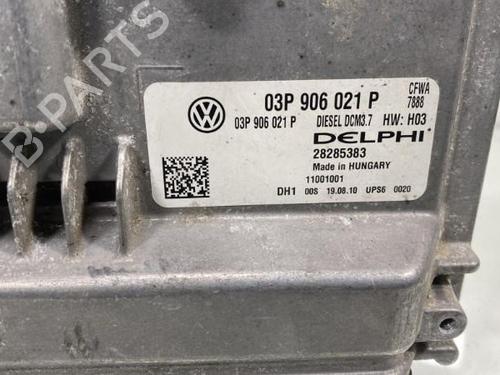 B-PARTS
03P 906 021 P
CFWA
7888
03P 906 021 P DIESEL DCM3.7 HW: H03
DELPHI
28285383
Made in HUNGARY
11001001
DH1 00S 19.08.10 UPS6 0020